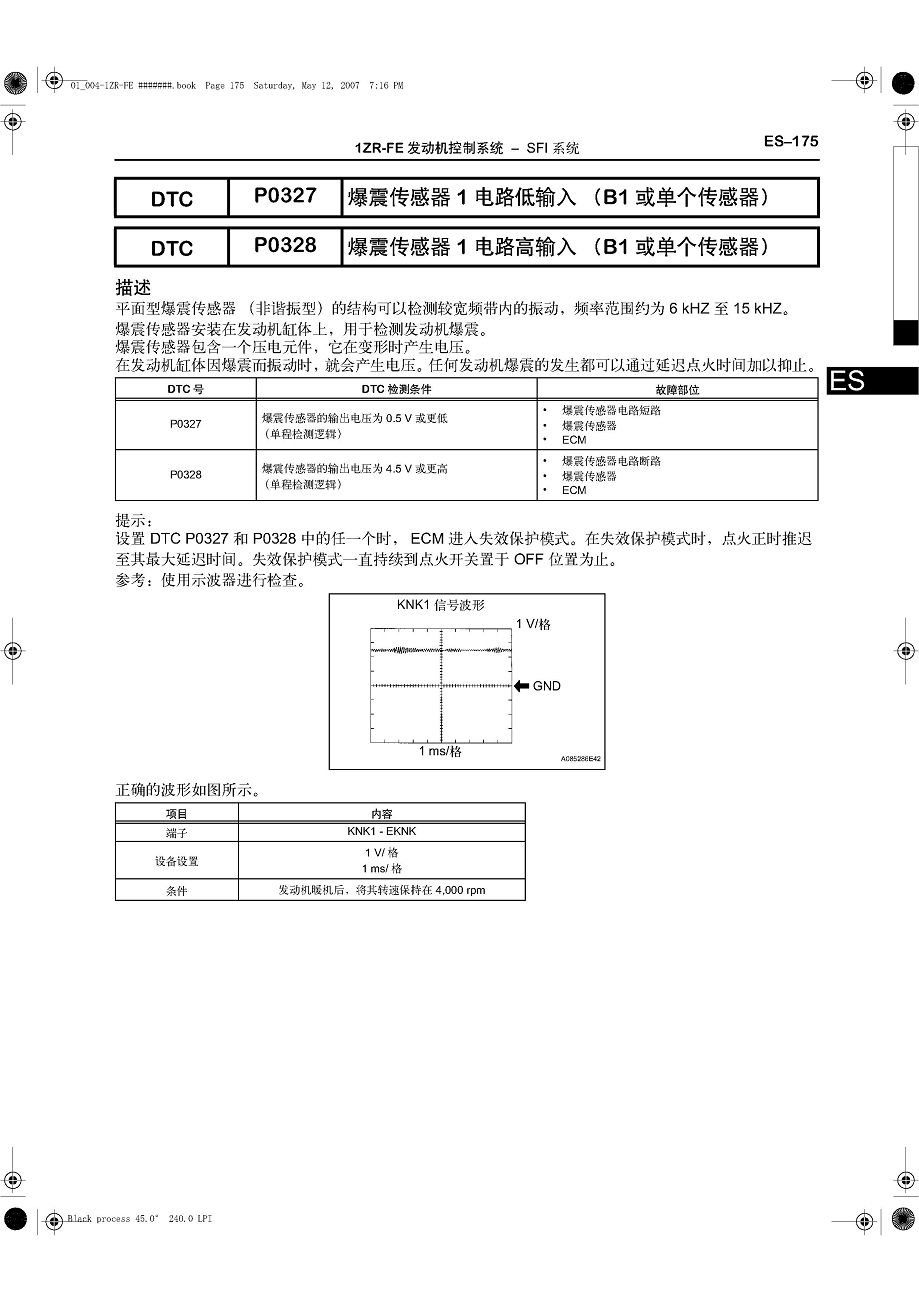 01_004-1ZR-FE #######.book Page 175 Saturday, May 12, 2007 7:16 PM
ES–175
1ZR-FE 发动机控制系统 – SFI 系统
DTC P0327 爆震传感器 1 电路低输入 （B1 或单个传感器）
DTC P0328 爆震传感器 1 电路高输入 （B1 或单个传感器）
描述
平面型爆震传感器 （非谐振型）的结构可以检测较宽频带内的振动，频率范围约为 6 kHZ 至 15 kHZ。
爆震传感器安装在发动机缸体上，用于检测发动机爆震。
爆震传感器包含一个压电元件，它在变形时产生电压。
在发动机缸体因爆震而振动时，就会产生电压。任何发动机爆震的发生都可以通过延迟点火时间加以抑止。
ES
DTC 号 DTC 检测条件 故障部位
P0327
爆震传感器的输出电压为 0.5 V 或更低
（单程检测逻辑）
• 爆震传感器电路短路
• 爆震传感器
• ECM
P0328
爆震传感器的输出电压为 4.5 V 或更高
（单程检测逻辑）
• 爆震传感器电路断路
• 爆震传感器
• ECM
提示：
设置 DTC P0327 和 P0328 中的任一个时， ECM 进入失效保护模式。在失效保护模式时，点火正时推迟
至其最大延迟时间。失效保护模式一直持续到点火开关置于 OFF 位置为止。
参考：使用示波器进行检查。
KNK1 信号波形
1 V/格
GND
1 ms/格
A085286E42
正确的波形如图所示。
项目 内容
端子 KNK1 - EKNK
设备设置
1 V/ 格
1 ms/ 格
条件 发动机暖机后，将其转速保持在 4,000 rpm
Black process 45.0° 240.0 LPI